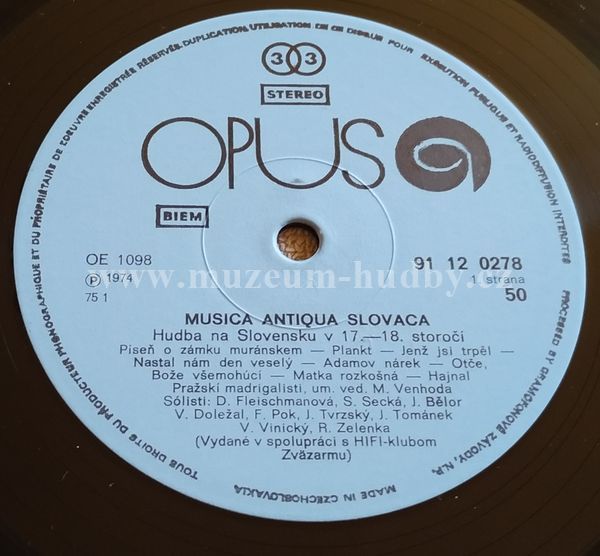 TOUS DROITS DU PRODUCTEUR PHONOGRAPHIQUE ET DU PROPRIÉTAIRE DE L'OEUVRE ENREGISTRÉE RÉSERVÉS. DUPLICATION, UTILISATION DE CE DISQUE POUR EXECUTION PUBLIQUE ET RADIODIFFUSION INTERDITES
33
STEREO
OPUS
BIEM
OE 1098
91 12 0278
Ⓟ 1974
1. strana
75 1
50
www.muzeum-hudby.cz
MUSICA ANTIQUA SLOVACA
Hudba na Slovensku v 17.—18. storočí
Píseň o zámku muránskem — Plankt — Jenž jsi trpěl —
Nastal nám den veselý — Adamov nárek — Otče,
Bože všemohúci — Matka rozkošná — Hajnal
Pražskí madrigalisti, um. ved. M. Venhoda
Sólisti: D. Fleischmanová, S. Secká, J. Bělor
V. Doležal, F. Pok, J. Tvrzský, J. Tománek
V. Vinický, R. Zelenka
(Vydané v spolupráci s HIFI-klubom
Zväzarmu)
MADE IN CZECHOSLOVAKIA
PROCESSED BY GRAMOFONOVÉ ZÁVODY, N.P.